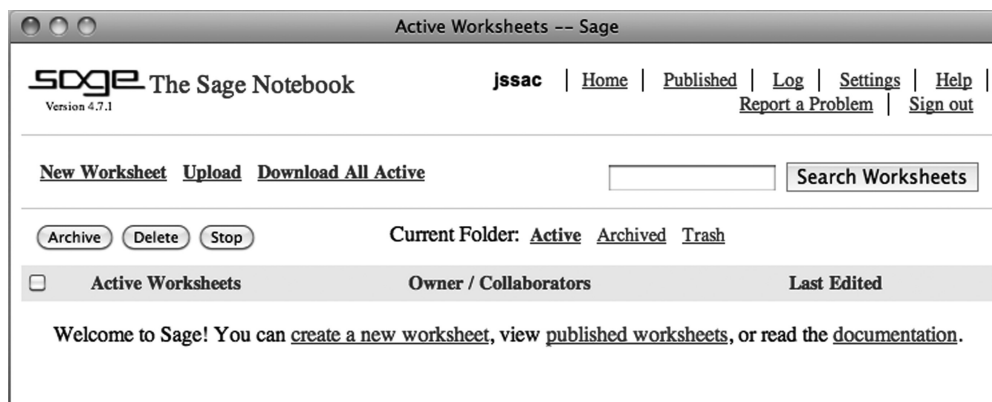 Active Worksheets -- Sage
sage The Sage Notebook
Version 4.7.1
jssac | Home | Published | Log | Settings | Help |
Report a Problem | Sign out
New Worksheet Upload Download All Active
Search Worksheets
Archive Delete Stop
Current Folder: Active Archived Trash
Active Worksheets Owner / Collaborators Last Edited
Welcome to Sage! You can create a new worksheet, view published worksheets, or read the documentation.